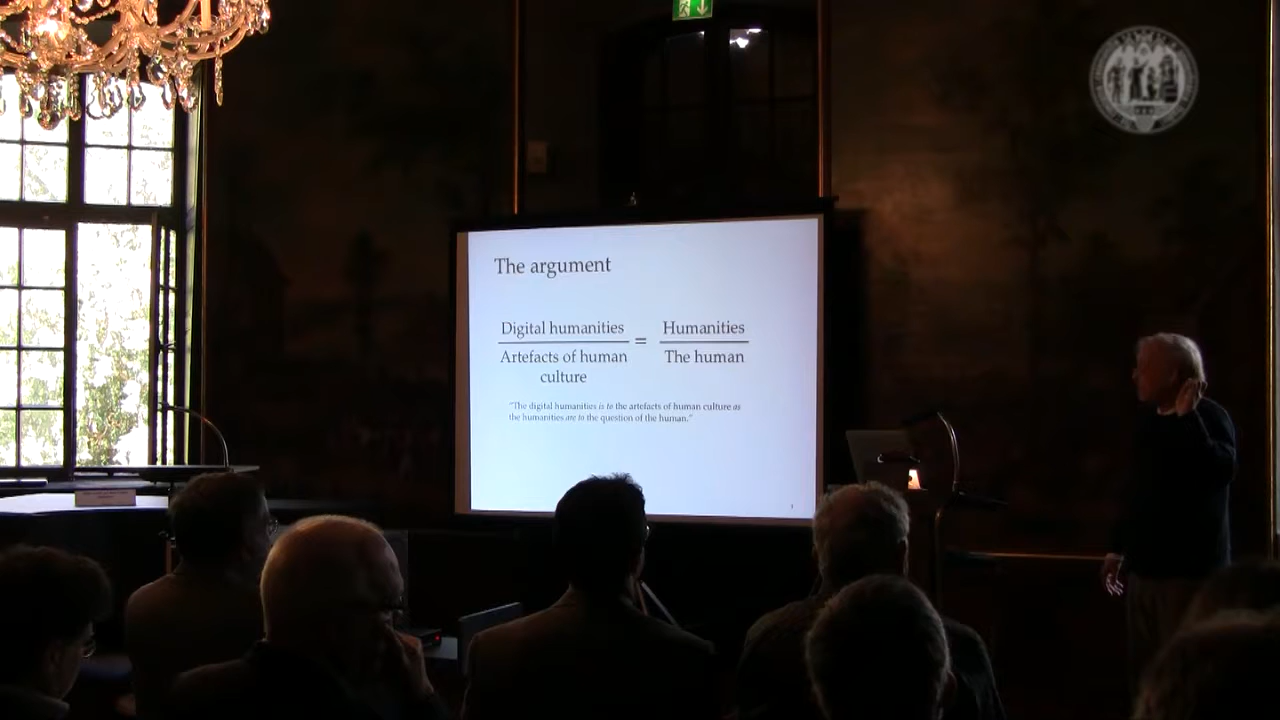 The argument
Digital humanities
Artefacts of human
culture
=
Humanities
The human
"The digital humanities is to the artefacts of human culture as
the humanities are to the question of the human."